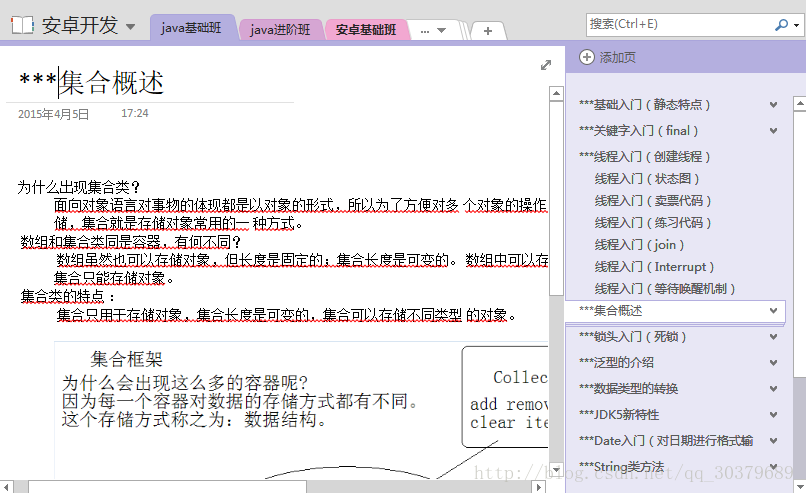 安卓开发
java基础班
java进阶班
安卓基础班
...
搜索(Ctrl+E)
***集合概述
2015年4月5日 17:24
为什么出现集合类?
面向对象语言对事物的体现都是以对象的形式,所以为了方便对多 个对象的操作
储,集合就是存储对象常用的一 种方式。
数组和集合类同是容器,有何不同?
数组虽然也可以存储对象,但长度是固定的;集合长度是可变的。 数组中可以存
集合只能存储对象。
集合类的特点 :
集合只用于存储对象,集合长度是可变的,集合可以存储不同类型 的对象。
集合框架
为什么会出现这么多的容器呢?
因为每一个容器对数据的存储方式都有不同。
这个存储方式称之为: 数据结构。
Collec
add remov
clear ite
添加页
***基础入门(静态特点)
***关键字入门(final)
***线程入门(创建线程)
线程入门(状态图)
线程入门(卖票代码)
线程入门(练习代码)
线程入门(join)
线程入门(Interrupt)
线程入门(等待唤醒机制)
***集合概述
***锁头入门(死锁)
***泛型的介绍
***数据类型的转换
***JDK5新特性
***Date入门(对日期进行格式输
***String类方法
http://blog.csdn.net/qq_30379689